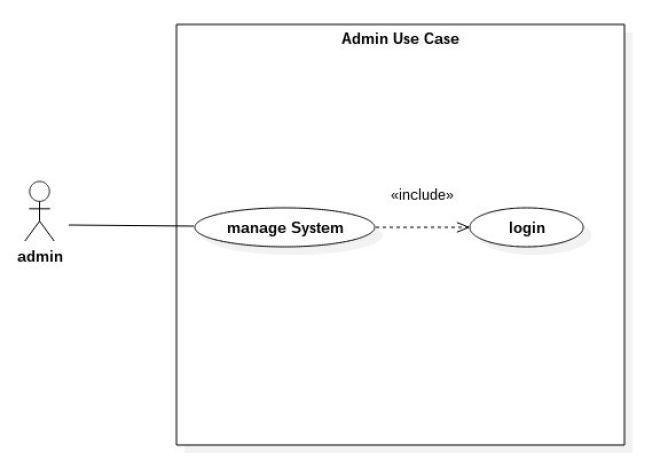 Admin Use Case
«include»
manage System
login
admin